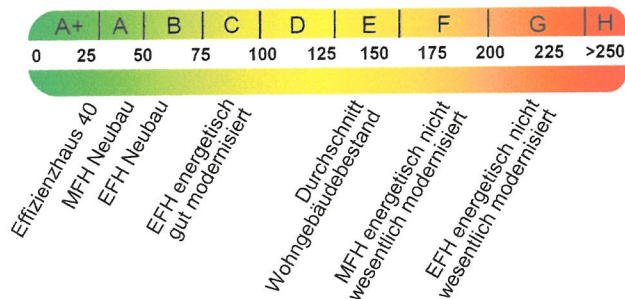 A+ A B C D E F G H
0 25 50 75 100 125 150 175 200 225 >250
Effizienzhaus 40
MFH Neubau
EFH Neubau
EFH energetisch
gut modernisiert
Durchschnitt
Wohngebäudebestand
MFH energetisch nicht
wesentlich modernisiert
EFH energetisch nicht
wesentlich modernisiert